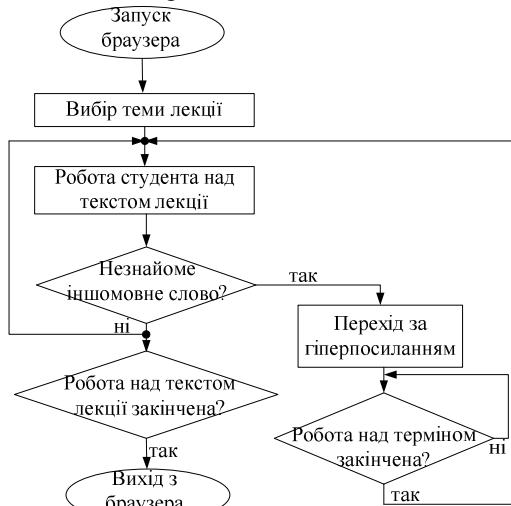 Запуск
браузера
Вибір теми лекції
Робота студента над
текстом лекції
Незнайоме
іншомовне слово?
так
ні
Перехід за
гіперпосиланням
Робота над текстом
лекції закінчена?
Робота над терміном
закінчена?
ні
так
так
Вихід з
браузера